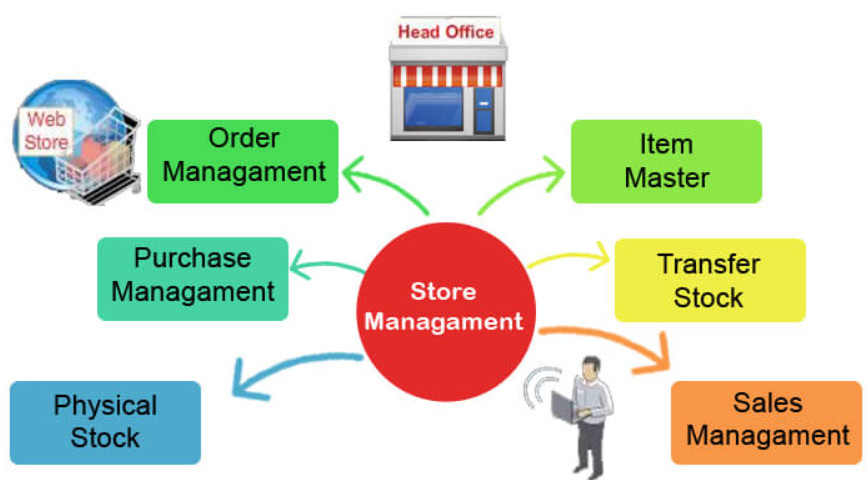 Head Office
Web
Store
Order
Managament
Item
Master
Purchase
Managament
Transfer
Stock
Store
Managament
Physical
Stock
Sales
Managament